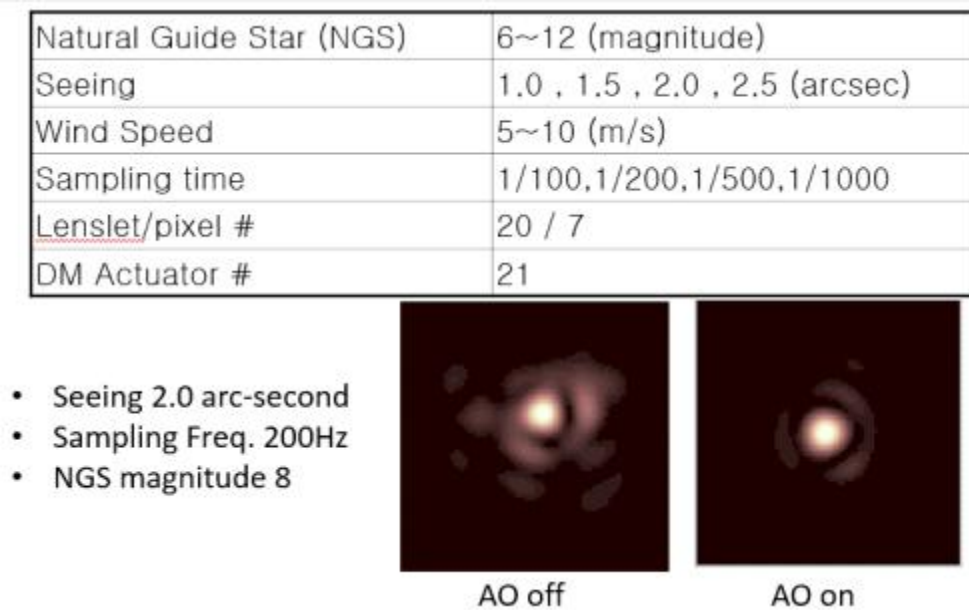 Natural Guide Star (NGS) 6~12 (magnitude)
Seeing 1.0 , 1.5 , 2.0 , 2.5 (arcsec)
Wind Speed 5~10 (m/s)
Sampling time 1/100,1/200,1/500,1/1000
Lenslet/pixel # 20 / 7
DM Actuator # 21
• Seeing 2.0 arc-second
• Sampling Freq. 200Hz
• NGS magnitude 8
AO off AO on